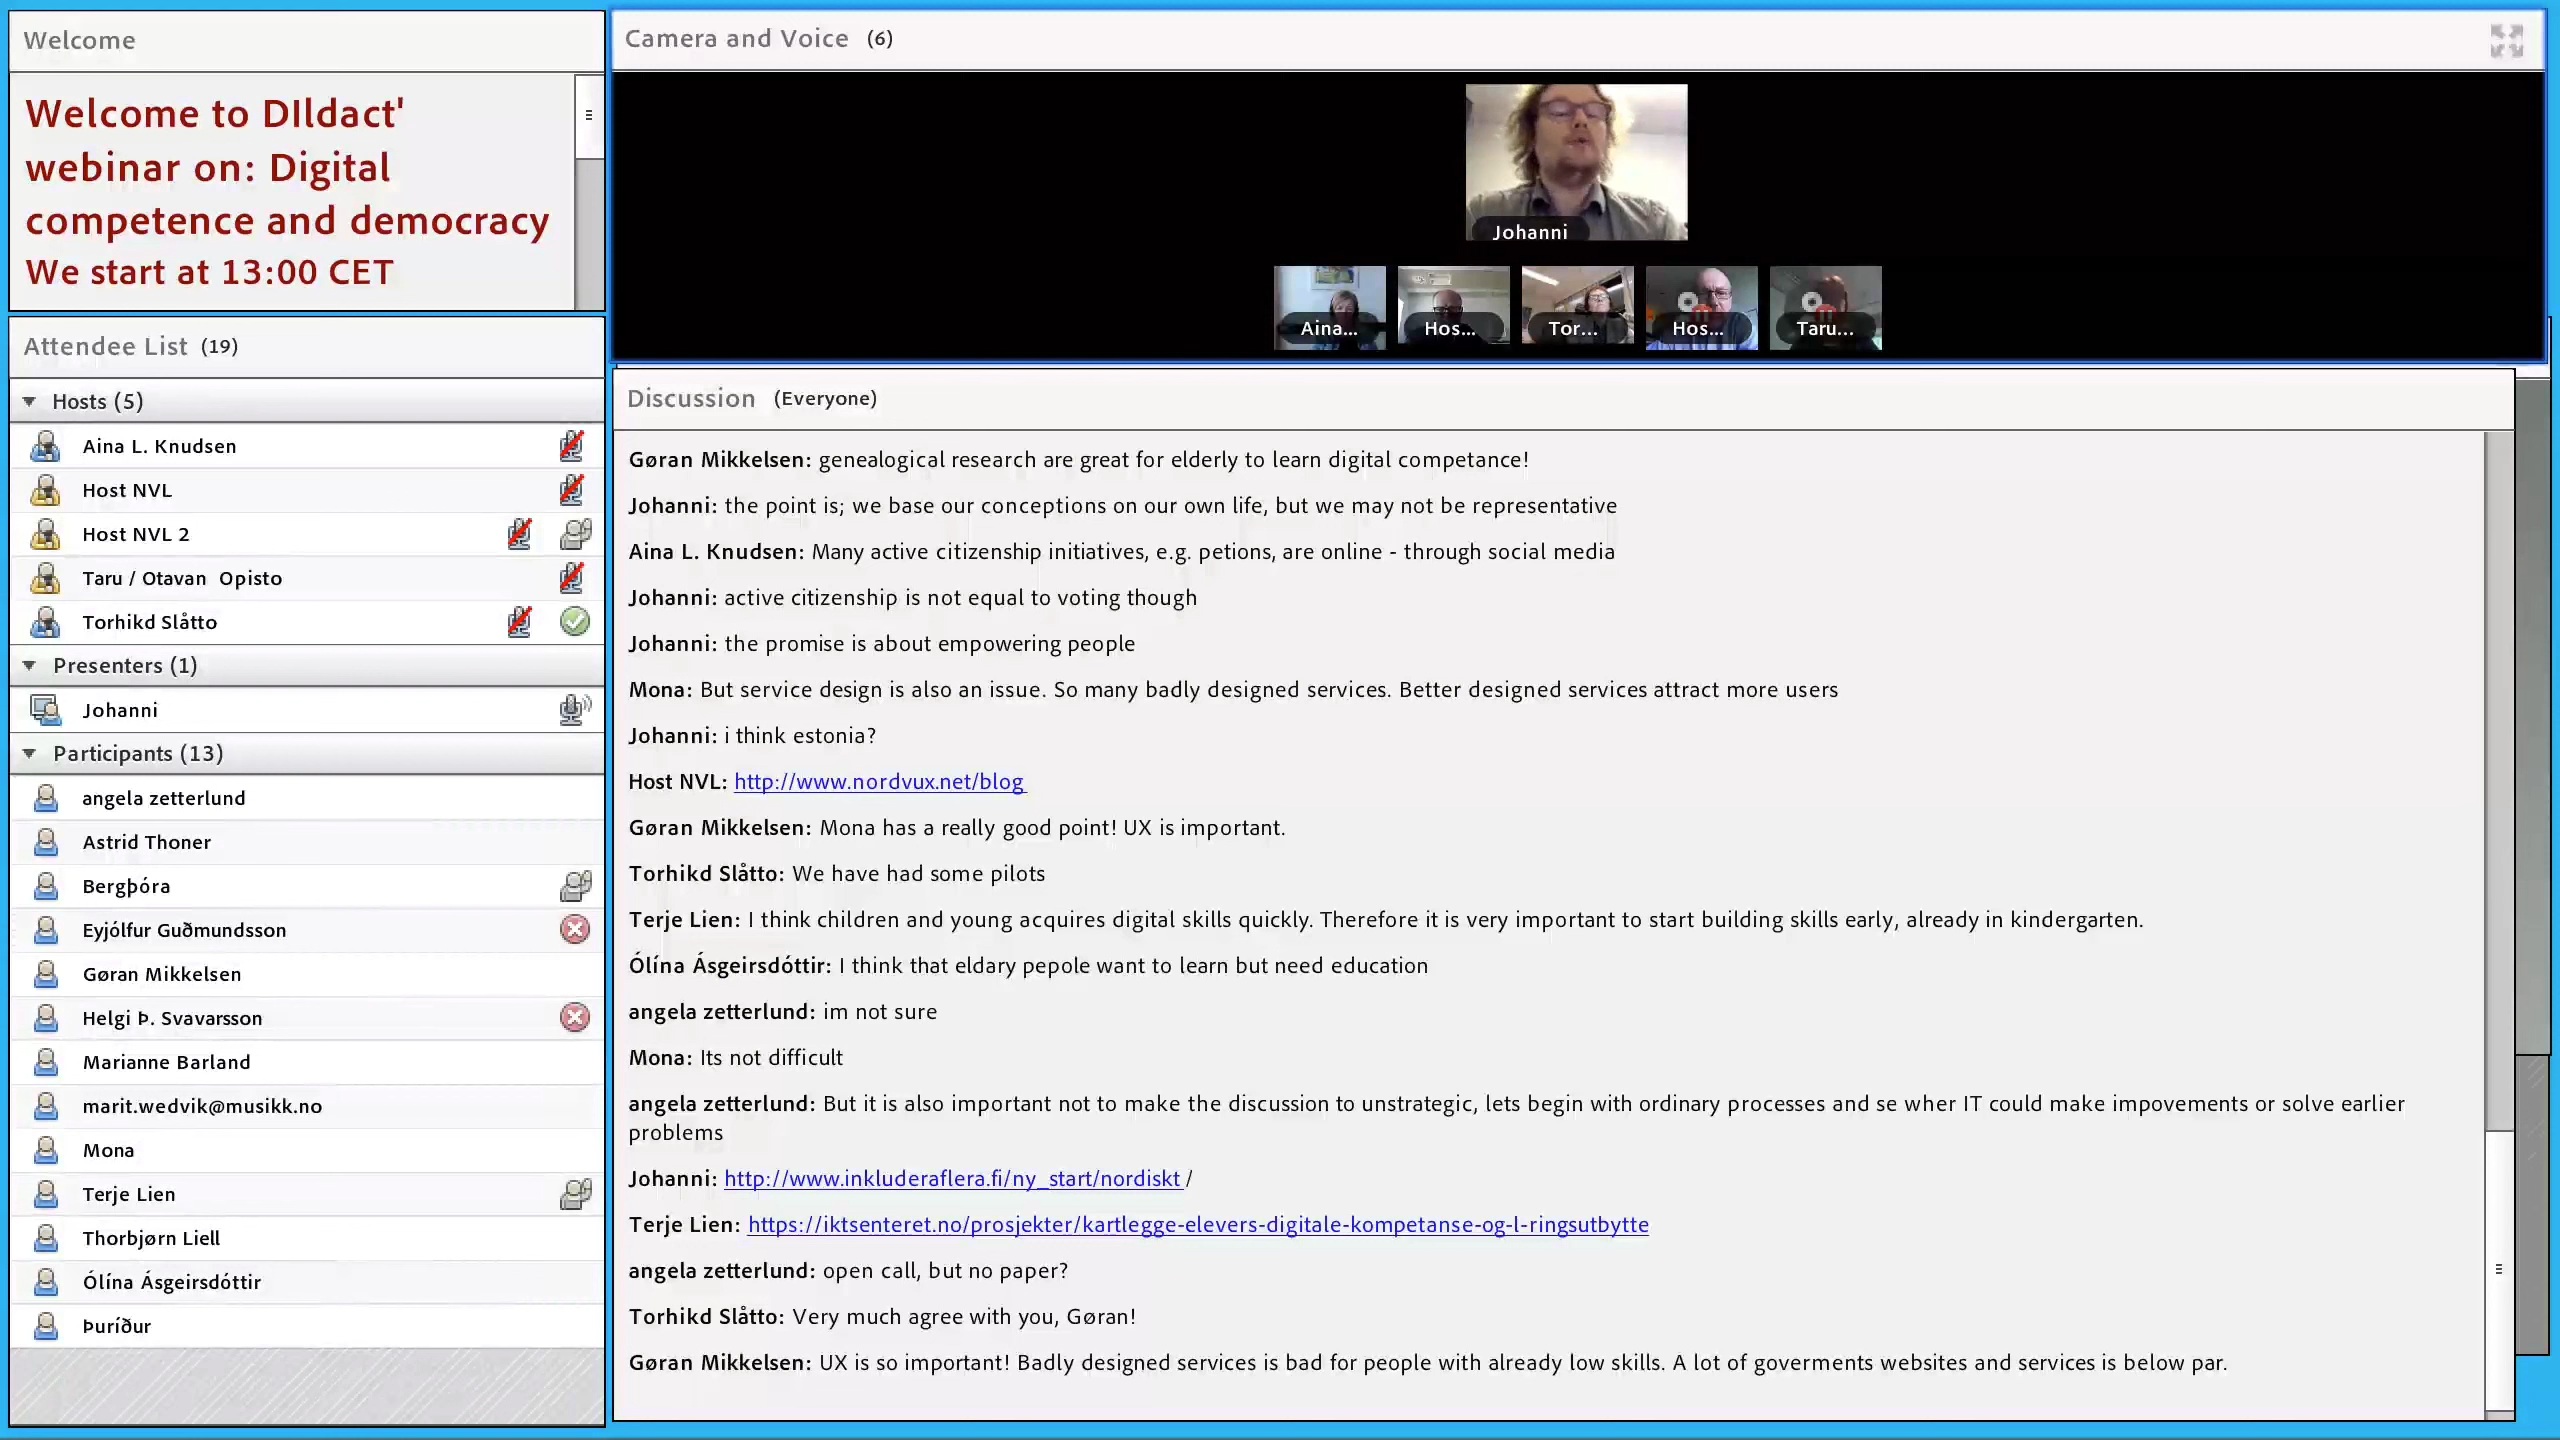 Welcome
Welcome to DIldact'
webinar on: Digital
competence and democracy
We start at 13:00 CET
Attendee List (19)
Hosts (5)
Aina L. Knudsen
Host NVL
Host NVL 2
Taru / Otavan Opisto
Torhikd Slåtto
Presenters (1)
Johanni
Participants (13)
angela zetterlund
Astrid Thoner
Bergþóra
Eyjólfur Guðmundsson
Gøran Mikkelsen
Helgi Þ. Svavarsson
Marianne Barland
marit.wedvik@musikk.no
Mona
Terje Lien
Thorbjørn Liell
Ólína Ásgeirsdóttir
Þuríður
Camera and Voice (6)
Johanni
Aina... Hos... Tor... Hos... Taru...
Discussion (Everyone)
Gøran Mikkelsen: genealogical research are great for elderly to learn digital competance!
Johanni: the point is; we base our conceptions on our own life, but we may not be representative
Aina L. Knudsen: Many active citizenship initiatives, e.g. petions, are online - through social media
Johanni: active citizenship is not equal to voting though
Johanni: the promise is about empowering people
Mona: But service design is also an issue. So many badly designed services. Better designed services attract more users
Johanni: i think estonia?
Host NVL: http://www.nordvux.net/blog
Gøran Mikkelsen: Mona has a really good point! UX is important.
Torhikd Slåtto: We have had some pilots
Terje Lien: I think children and young acquires digital skills quickly. Therefore it is very important to start building skills early, already in kindergarten.
Ólína Ásgeirsdóttir: I think that eldary pepole want to learn but need education
angela zetterlund: im not sure
Mona: Its not difficult
angela zetterlund: But it is also important not to make the discussion to unstrategic, lets begin with ordinary processes and se wher IT could make impovements or solve earlier
problems
Johanni: http://www.inkluderaflera.fi/ny_start/nordiskt /
Terje Lien: https://iktsenteret.no/prosjekter/kartlegge-elevers-digitale-kompetanse-og-l-ringsutbytte
angela zetterlund: open call, but no paper?
Torhikd Slåtto: Very much agree with you, Gøran!
Gøran Mikkelsen: UX is so important! Badly designed services is bad for people with already low skills. A lot of goverments websites and services is below par.